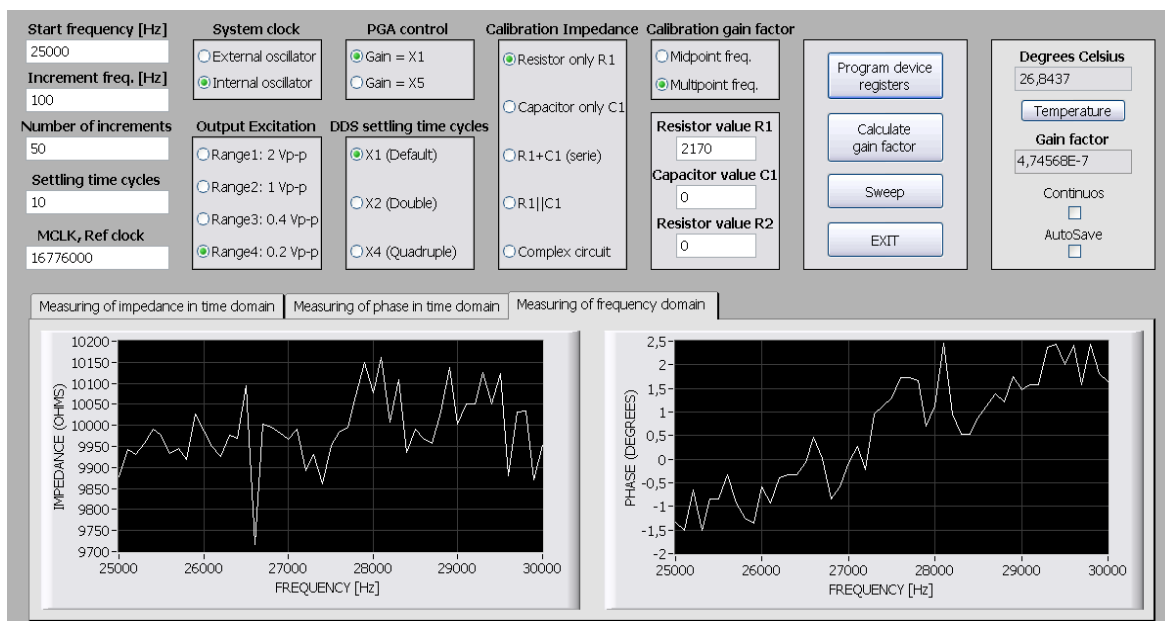 Start frequency [Hz]
25000
Increment freq. [Hz]
100
Number of increments
50
Settling time cycles
10
MCLK, Ref clock
16776000
System clock
External oscillator
Internal oscillator
Output Excitation
Range1: 2 Vp-p
Range2: 1 Vp-p
Range3: 0.4 Vp-p
Range4: 0.2 Vp-p
PGA control
Gain = X1
Gain = X5
DDS settling time cycles
X1 (Default)
X2 (Double)
X4 (Quadruple)
Calibration Impedance
Resistor only R1
Capacitor only C1
R1+C1 (serie)
R1||C1
Complex circuit
Calibration gain factor
Midpoint freq.
Multipoint freq.
Resistor value R1
2170
Capacitor value C1
0
Resistor value R2
0
Program device
registers
Calculate
gain factor
Sweep
EXIT
Degrees Celsius
26,8437
Temperature
Gain factor
4,74568E-7
Continuos
AutoSave
Measuring of impedance in time domain
Measuring of phase in time domain
Measuring of frequency domain
IMPEDANCE (OHMS)
10200
10150
10100
10050
10000
9950
9900
9850
9800
9750
9700
25000 26000 27000 28000 29000 30000
FREQUENCY [Hz]
PHASE (DEGREES)
2,5
2
1,5
1
0,5
0
-0,5
-1
-1,5
-2
25000 26000 27000 28000 29000 30000
FREQUENCY [Hz]